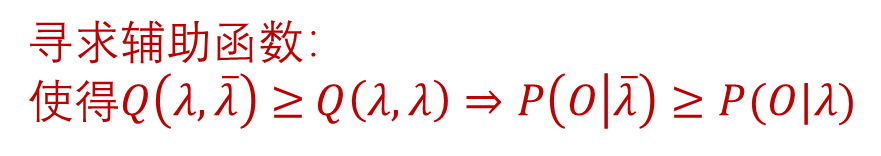 寻求辅助函数:
使得Q(λ, λ̄) ≥ Q(λ, λ) ⇒ P(O|λ̄) ≥ P(O|λ)